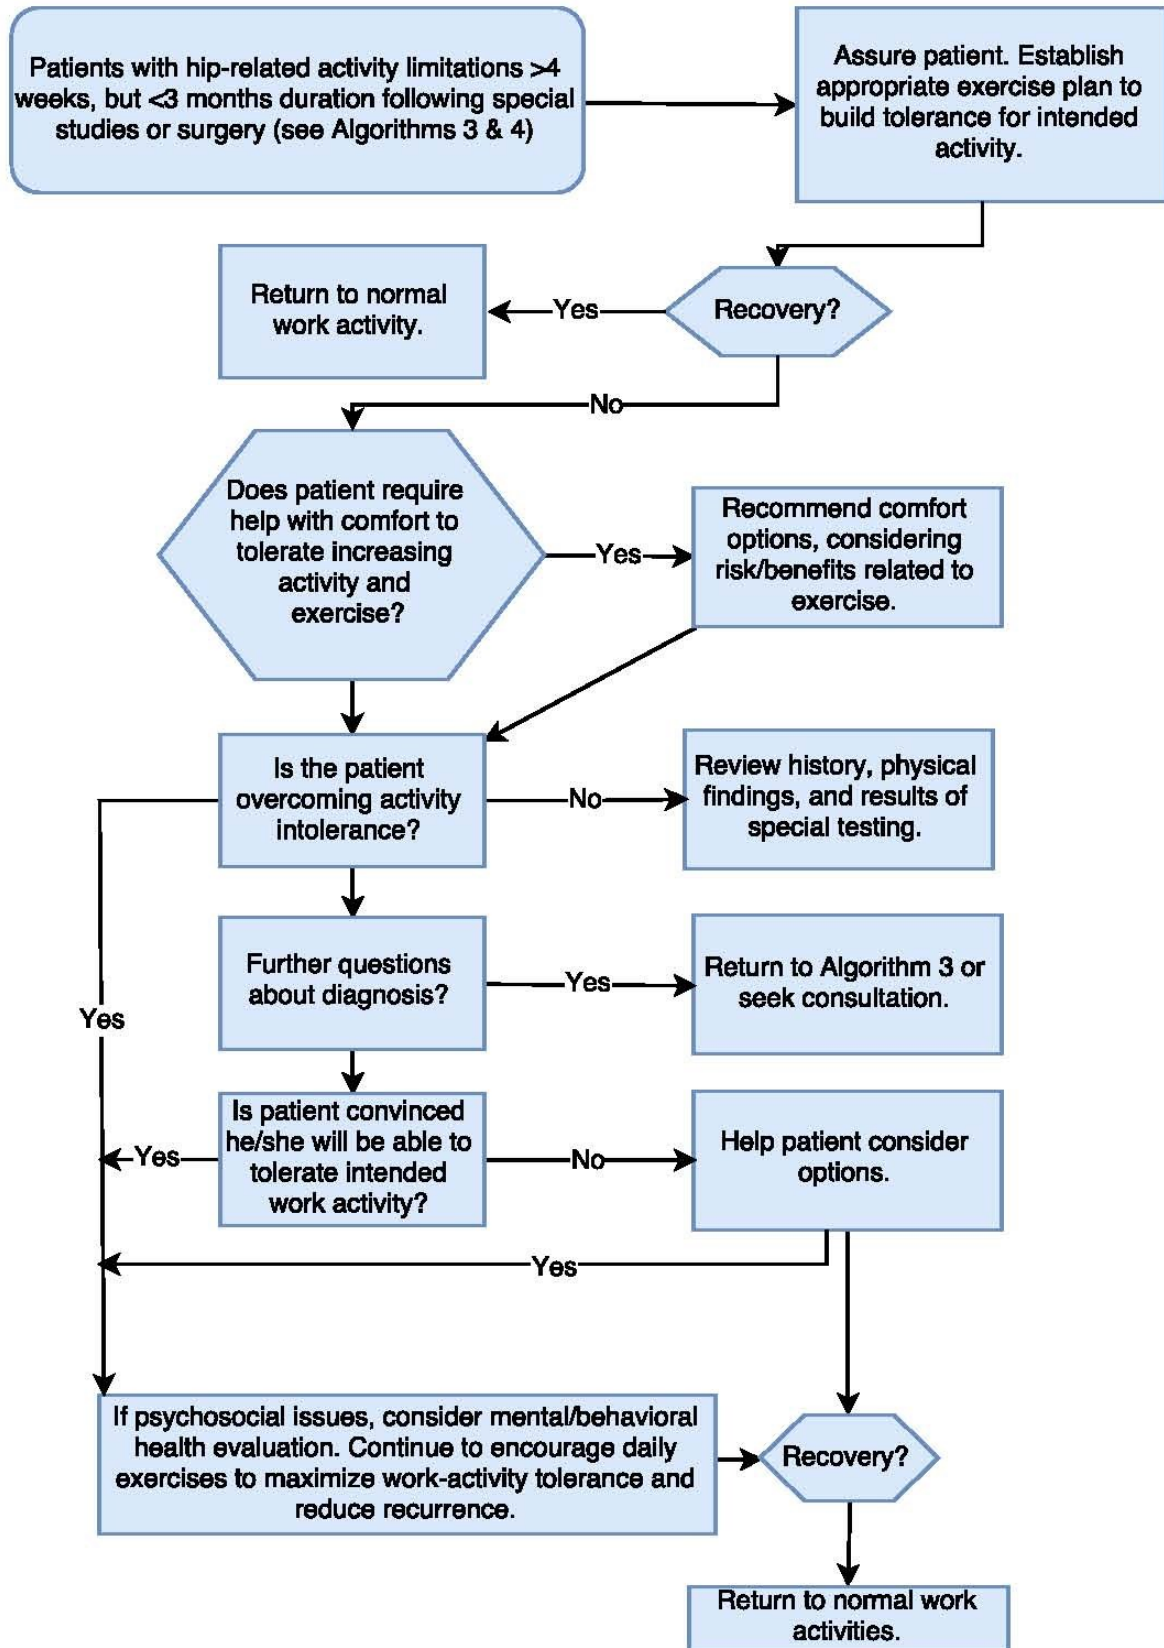 Patients with hip-related activity limitations >4
weeks, but <3 months duration following special
studies or surgery (see Algorithms 3 & 4)
Assure patient. Establish
appropriate exercise plan to
build tolerance for intended
activity.
Return to normal
work activity.
Yes
Recovery?
No
Does patient require
help with comfort to
tolerate increasing
activity and
exercise?
Yes
Recommend comfort
options, considering
risk/benefits related to
exercise.
Is the patient
overcoming activity
intolerance?
No
Review history, physical
findings, and results of
special testing.
Yes
Further questions
about diagnosis?
Yes
Return to Algorithm 3 or
seek consultation.
Is patient convinced
he/she will be able to
tolerate intended
work activity?
Yes
No
Help patient consider
options.
Yes
If psychosocial issues, consider mental/behavioral
health evaluation. Continue to encourage daily
exercises to maximize work-activity tolerance and
reduce recurrence.
Recovery?
Return to normal work
activities.